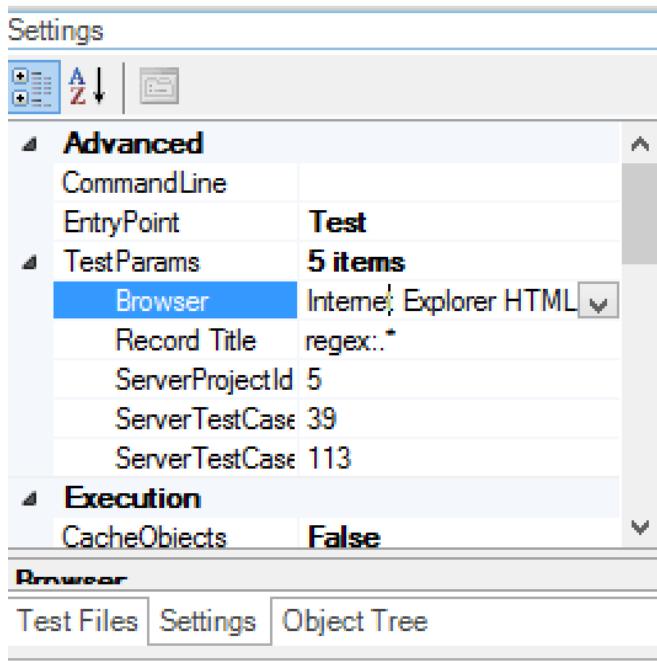 Settings
A Z
Advanced
CommandLine
EntryPoint Test
TestParams 5 items
Browser Internet Explorer HTML
Record Title regex:.*
ServerProjectId 5
ServerTestCase 39
ServerTestCase 113
Execution
CacheObjects False
Browser
Test Files Settings Object Tree